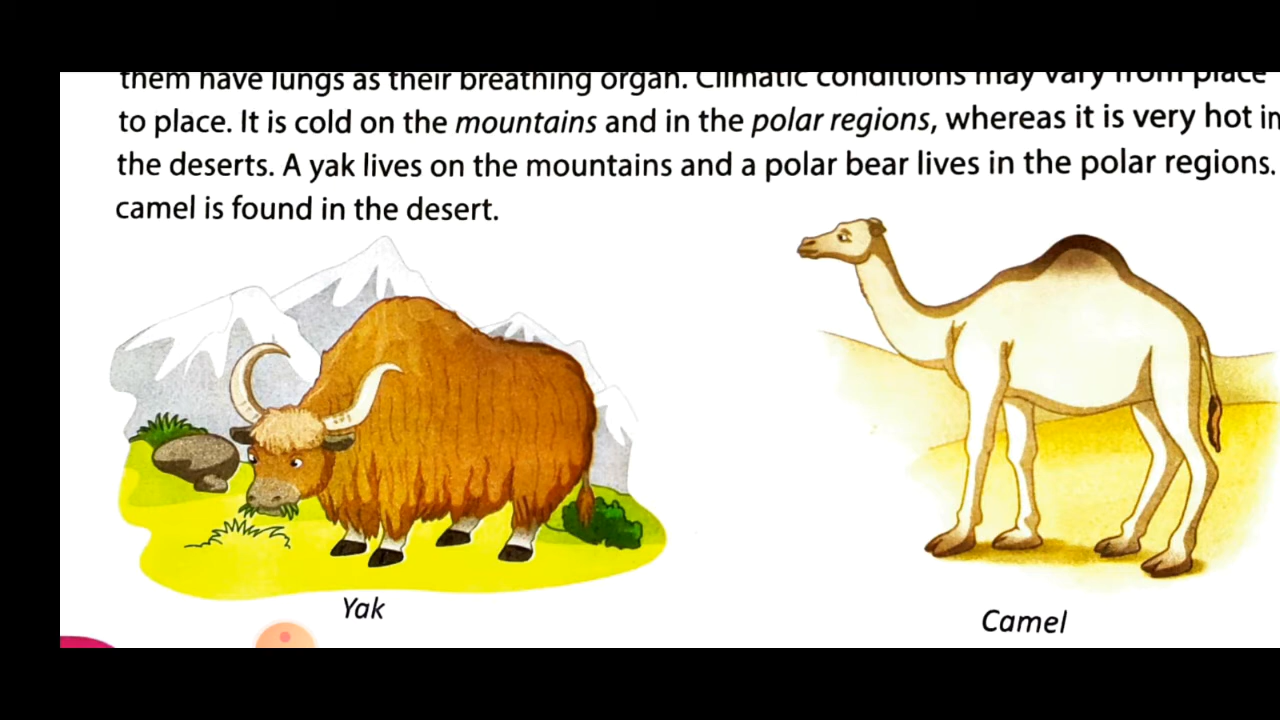 them have lungs as their breathing organ. Climatic conditions may vary from place
to place. It is cold on the mountains and in the polar regions, whereas it is very hot in
the deserts. A yak lives on the mountains and a polar bear lives in the polar regions.
camel is found in the desert.
Yak
Camel